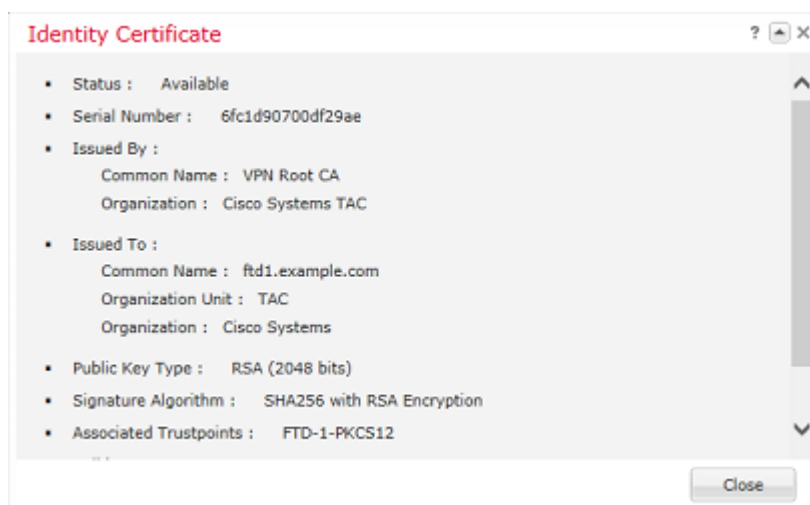 Identity Certificate ? ×
▪ Status : Available
▪ Serial Number : 6fc1d90700df29ae
▪ Issued By :
Common Name : VPN Root CA
Organization : Cisco Systems TAC
▪ Issued To :
Common Name : ftd1.example.com
Organization Unit : TAC
Organization : Cisco Systems
▪ Public Key Type : RSA (2048 bits)
▪ Signature Algorithm : SHA256 with RSA Encryption
▪ Associated Trustpoints : FTD-1-PKCS12
Close